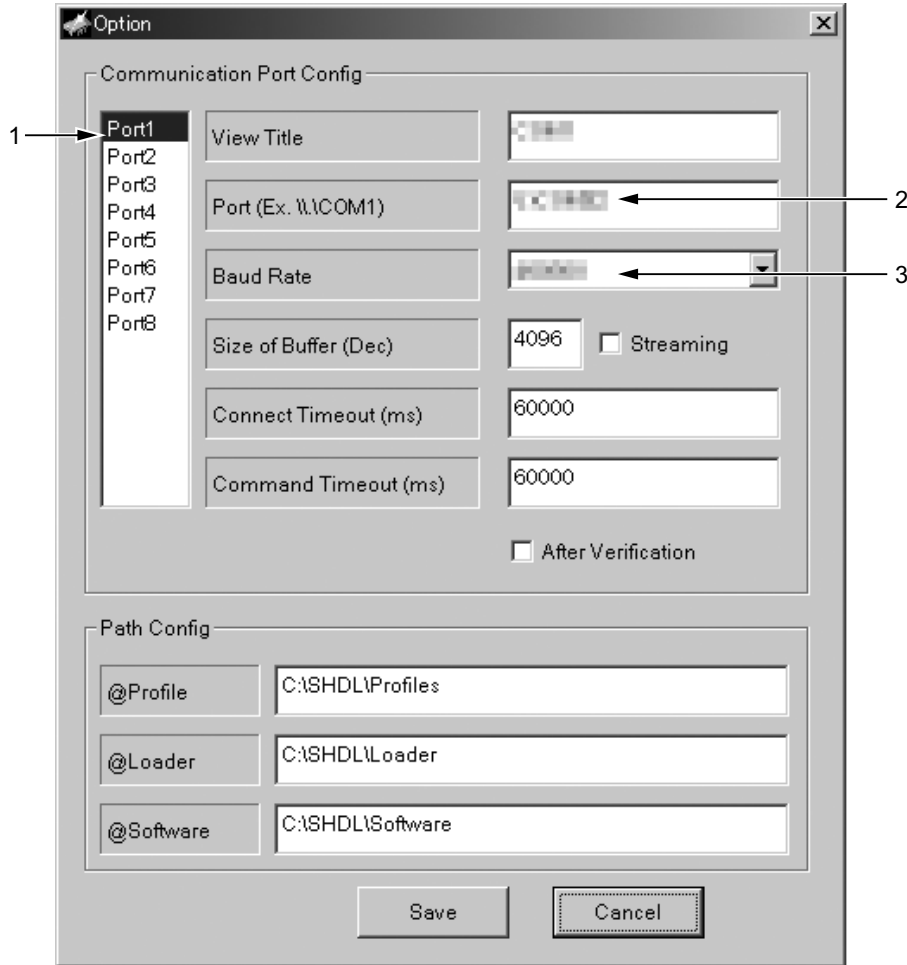 Option
Communication Port Config
1
Port1
Port2
Port3
Port4
Port5
Port6
Port7
Port8
View Title
Port (Ex. \\.\COM1)
2
Baud Rate
3
Size of Buffer (Dec)
4096
Streaming
Connect Timeout (ms)
60000
Command Timeout (ms)
60000
After Verification
Path Config
@Profile
C:\SHDL\Profiles
@Loader
C:\SHDL\Loader
@Software
C:\SHDL\Software
Save
Cancel